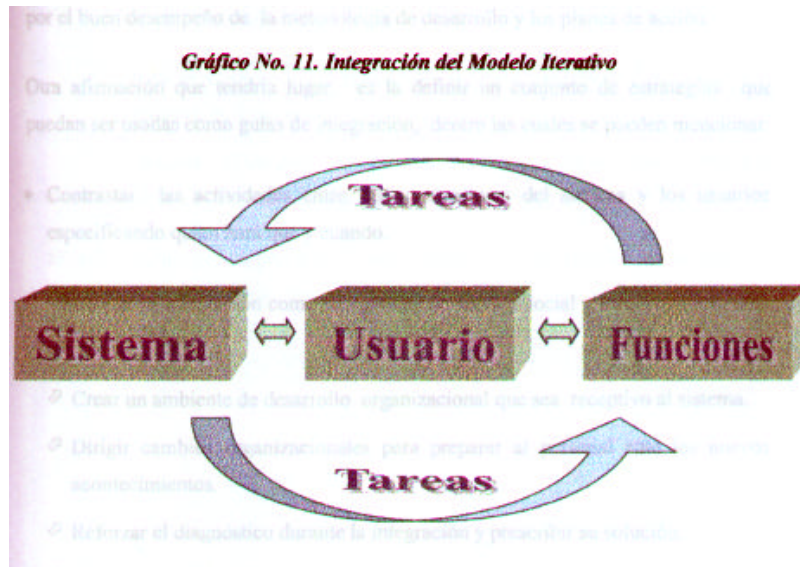 por el buen desempeño de la metodología de desarrollo y los planes de acción
Gráfico No. 11. Integración del Modelo Iterativo
Otra afirmación que tendría lugar es la definir un conjunto de estrategias que
puedan ser usadas como guías de integración, dentro las cuales se pueden mencionar
Tareas
• Contrastar las actividades entre del y los usuarios
especificando quien hace que y cuando
Sistema Usuario Funciones
Crear un ambiente de desarrollo organizacional que sea receptivo al sistema.
Dirigir cambios organizacionales para preparar al personal
Tareas
acontecimientos.
Reforzar el diagnóstico durante la integración y prescribir su solución.